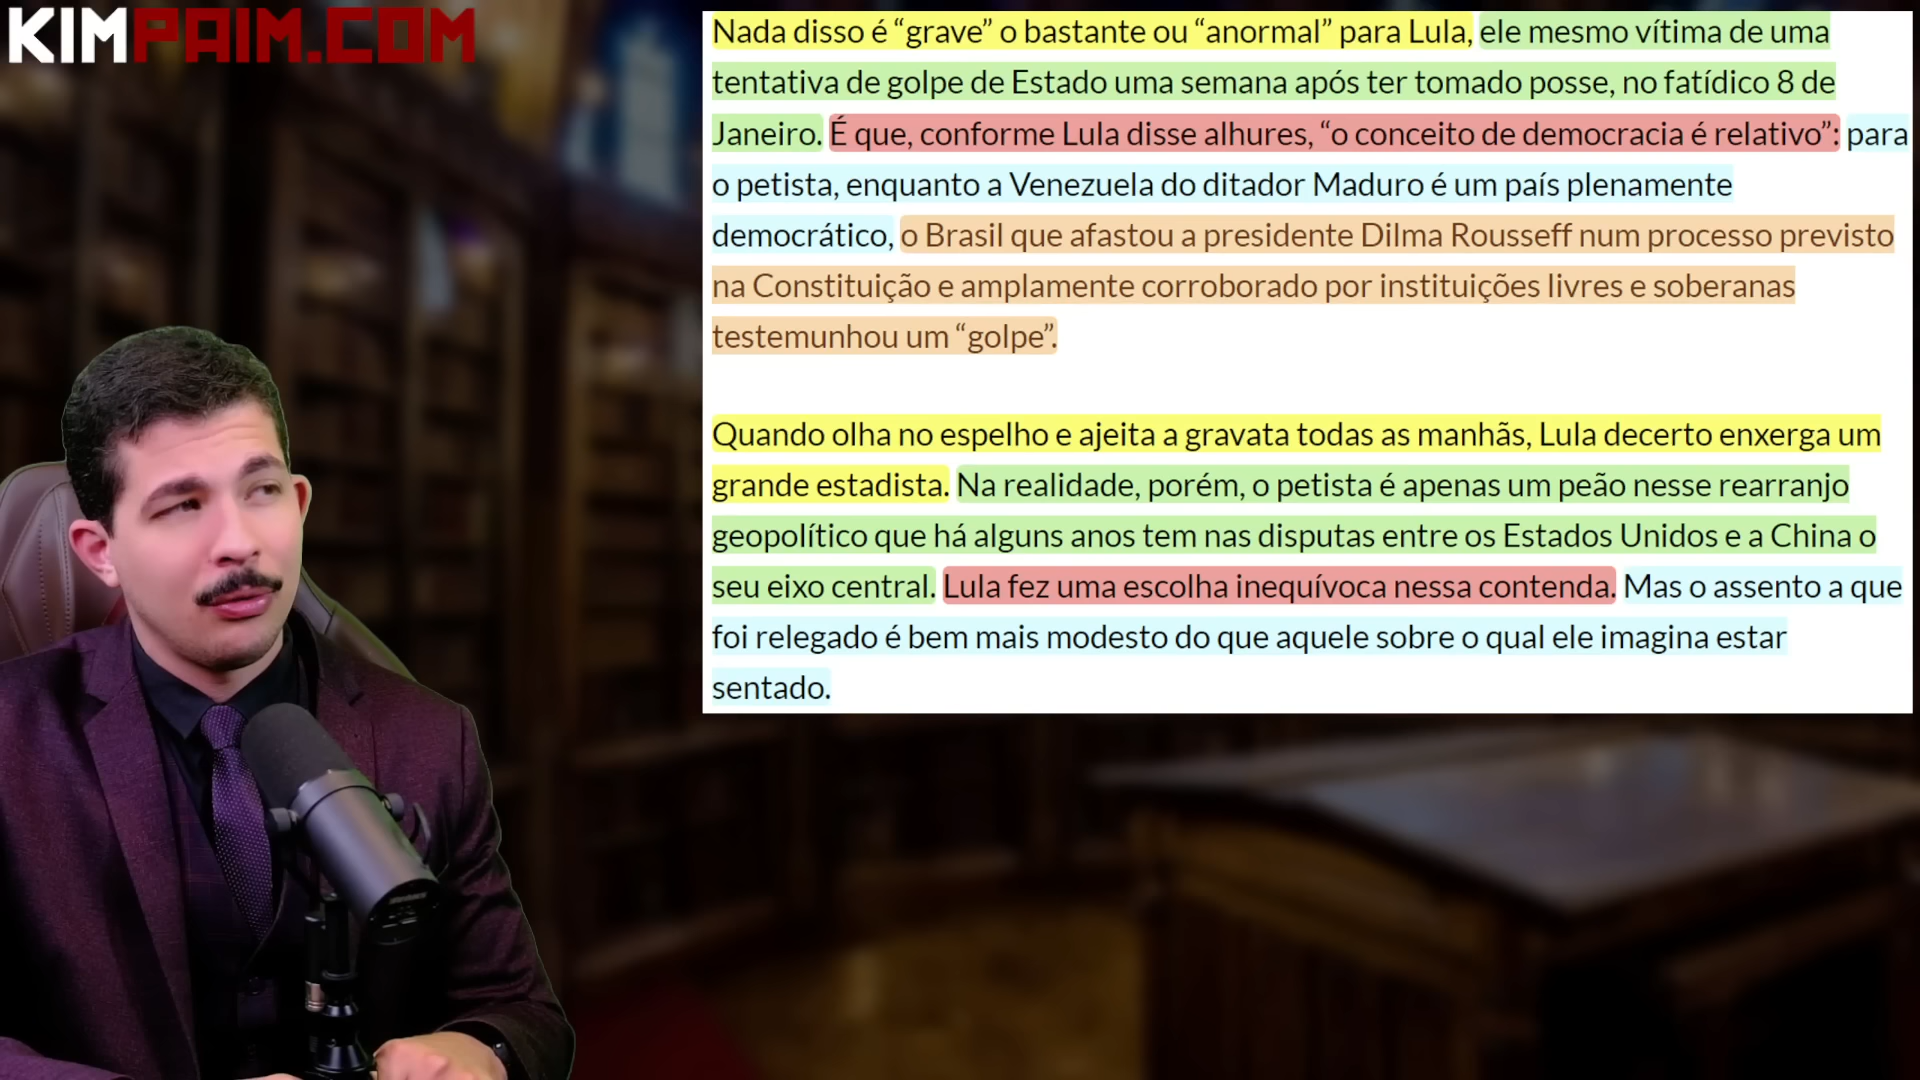 KIMPAIM.COM
Nada disso é “grave” o bastante ou “anormal” para Lula, ele mesmo vítima de uma
tentativa de golpe de Estado uma semana após ter tomado posse, no fatídico 8 de
Janeiro. É que, conforme Lula disse alhures, “o conceito de democracia é relativo”: para
o petista, enquanto a Venezuela do ditador Maduro é um país plenamente
democrático, o Brasil que afastou a presidente Dilma Rousseff num processo previsto
na Constituição e amplamente corroborado por instituições livres e soberanas
testemunhou um “golpe”.
Quando olha no espelho e ajeita a gravata todas as manhãs, Lula decerto enxerga um
grande estadista. Na realidade, porém, o petista é apenas um peão nesse rearranjo
geopolítico que há alguns anos tem nas disputas entre os Estados Unidos e a China o
seu eixo central. Lula fez uma escolha inequívoca nessa contenda. Mas o assento a que
foi relegado é bem mais modesto do que aquele sobre o qual ele imagina estar
sentado.